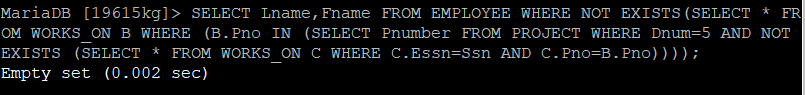 MariaDB [19615kg]> SELECT Lname,Fname FROM EMPLOYEE WHERE NOT EXISTS(SELECT * FR
OM WORKS_ON B WHERE (B.Pno IN (SELECT Pnumber FROM PROJECT WHERE Dnum=5 AND NOT
EXISTS (SELECT * FROM WORKS_ON C WHERE C.Essn=Ssn AND C.Pno=B.Pno))));
Empty set (0.002 sec)